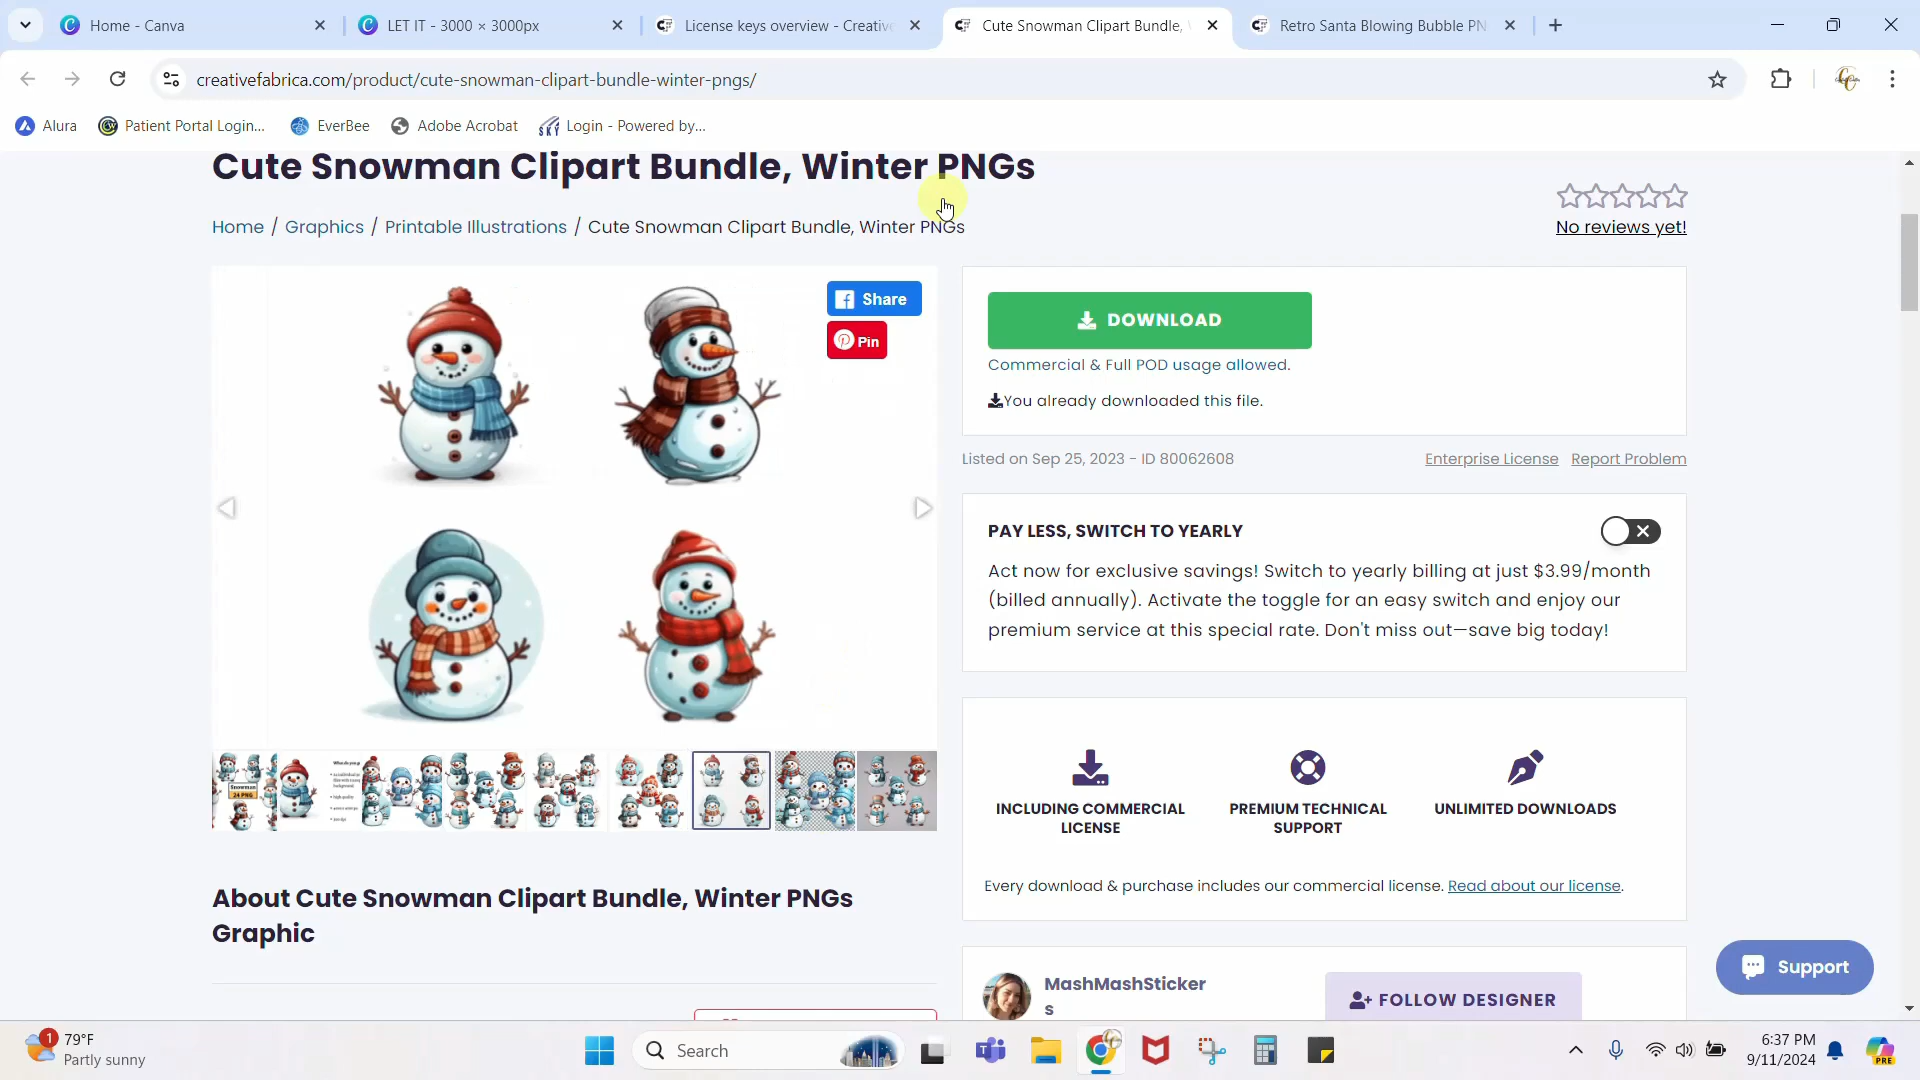 Home - Canva
LET IT - 3000 × 3000px
License keys overview - Creative
Cute Snowman Clipart Bundle,
Retro Santa Blowing Bubble PN
creativefabrica.com/product/cute-snowman-clipart-bundle-winter-pngs/
Alura
Patient Portal Login...
EverBee
Adobe Acrobat
Login - Powered by...
Cute Snowman Clipart Bundle, Winter PNGs
Home / Graphics / Printable Illustrations / Cute Snowman Clipart Bundle, Winter PNGs
No reviews yet!
Share
Pin
DOWNLOAD
Commercial & Full POD usage allowed.
You already downloaded this file.
Listed on Sep 25, 2023 - ID 80062608
Enterprise License
Report Problem
PAY LESS, SWITCH TO YEARLY
Act now for exclusive savings! Switch to yearly billing at just $3.99/month
(billed annually). Activate the toggle for an easy switch and enjoy our
premium service at this special rate. Don't miss out—save big today!
INCLUDING COMMERCIAL
LICENSE
PREMIUM TECHNICAL
SUPPORT
UNLIMITED DOWNLOADS
Every download & purchase includes our commercial license. Read about our license.
Snowman
24 PNG
About Cute Snowman Clipart Bundle, Winter PNGs
Graphic
MashMashSticker
s
FOLLOW DESIGNER
Support
1
79°F
Partly sunny
Search
6:37 PM
9/11/2024
PRE